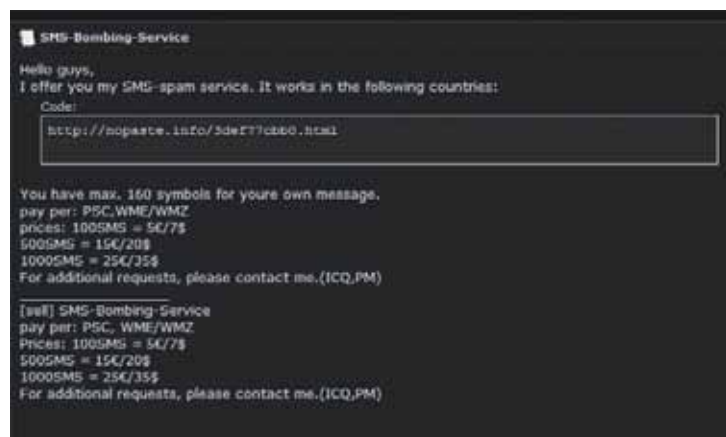 SMS-Bombing-Service
Hello guys,
I offer you my SMS-spam service. It works in the following countries:
Code:
http://nopaste.info/3def77cbb0.html
You have max. 160 symbols for youre own message.
pay per: PSC,WME/WMZ
prices: 100SMS = 5€/7$
500SMS = 15€/20$
1000SMS = 25€/35$
For additional requests, please contact me.(ICQ,PM)
[sell] SMS-Bombing-Service
pay per: PSC, WME/WMZ
Prices: 100SMS = 5€/7$
500SMS = 15€/20$
1000SMS = 25€/35$
For additional requests, please contact me.(ICQ,PM)